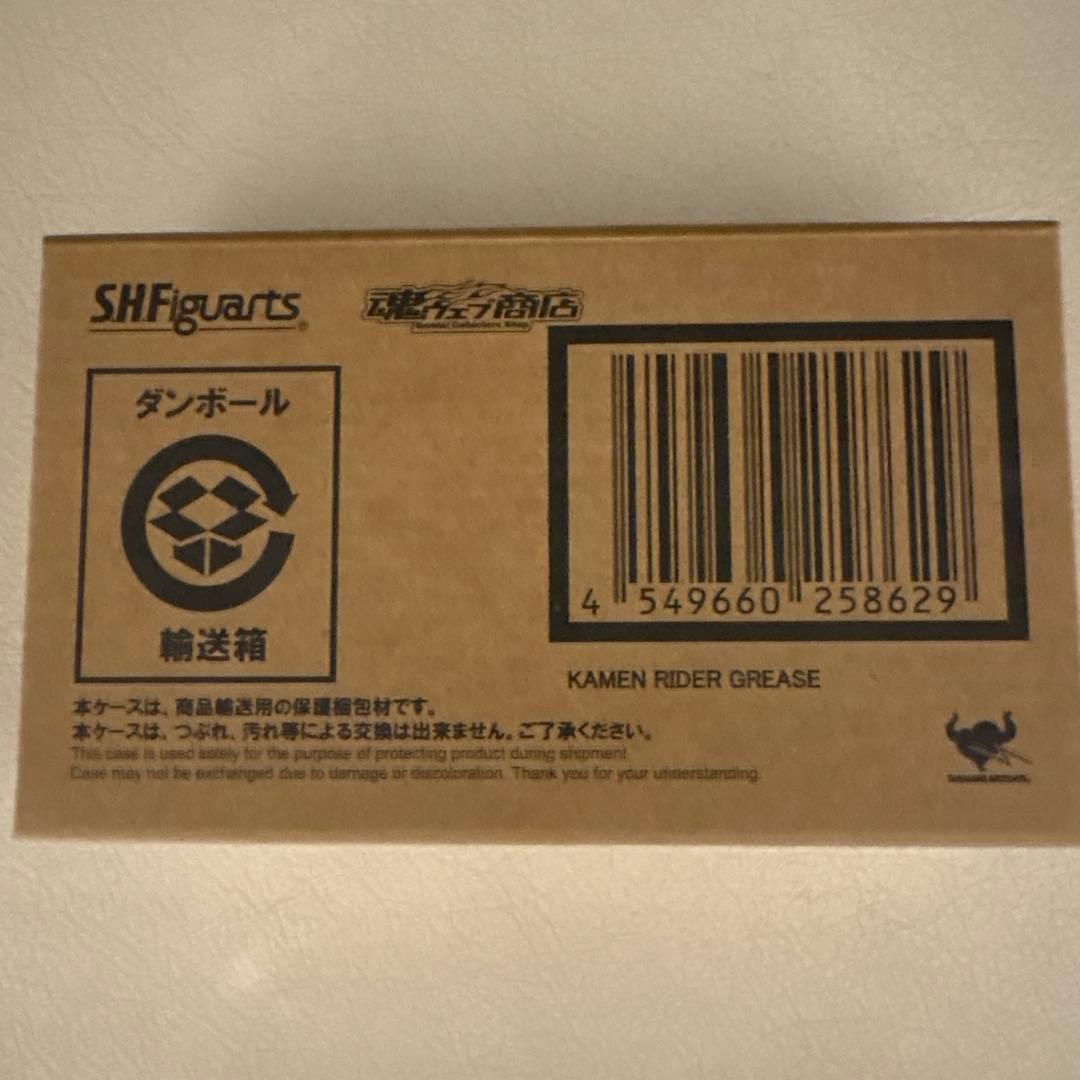 S.H.Figuarts
魂ウェブ商店
ダンボール
輸送箱
4 549660 258629
KAMEN RIDER GREASE
本ケースは、商品輸送用の保護梱包材です。
本ケースは、つぶれ、汚れ等による交換は出来ません。ご了承ください。
This case is used solely for the purpose of protecting product during shipment.
Case may not be exchanged due to damage or discoloration. Thank you for your understanding.